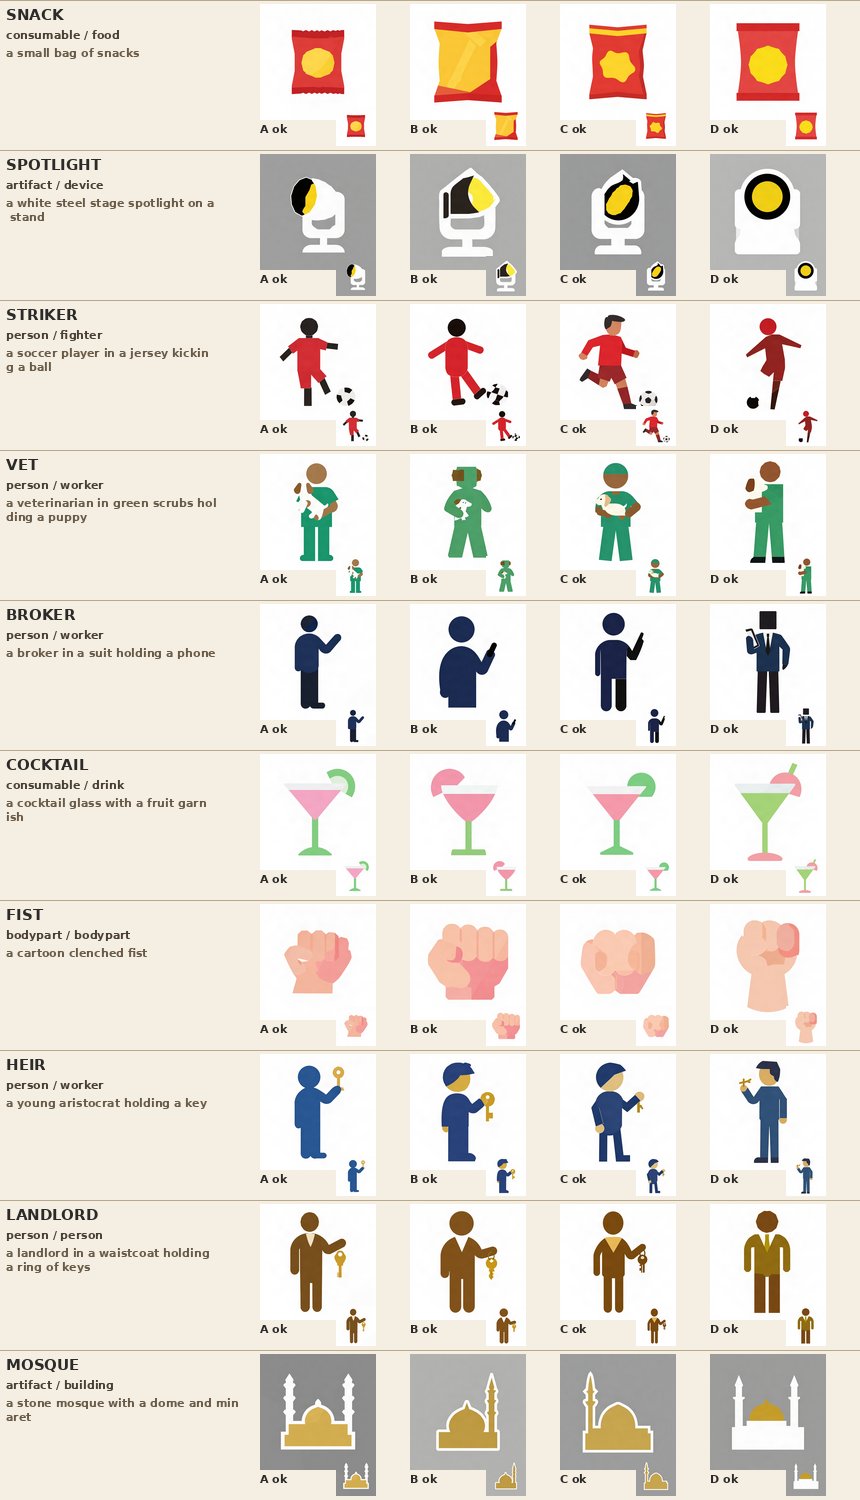 SNACK
consumable / food
a small bag of snacks
A ok
B ok
C ok
D ok
SPOTLIGHT
artifact / device
a white steel stage spotlight on a
stand
A ok
B ok
C ok
D ok
STRIKER
person / fighter
a soccer player in a jersey kickin
g a ball
A ok
B ok
C ok
D ok
VET
person / worker
a veterinarian in green scrubs hol
ding a puppy
A ok
B ok
C ok
D ok
BROKER
person / worker
a broker in a suit holding a phone
A ok
B ok
C ok
D ok
COCKTAIL
consumable / drink
a cocktail glass with a fruit garn
ish
A ok
B ok
C ok
D ok
FIST
bodypart / bodypart
a cartoon clenched fist
A ok
B ok
C ok
D ok
HEIR
person / worker
a young aristocrat holding a key
A ok
B ok
C ok
D ok
LANDLORD
person / person
a landlord in a waistcoat holding
a ring of keys
A ok
B ok
C ok
D ok
MOSQUE
artifact / building
a stone mosque with a dome and min
aret
A ok
B ok
C ok
D ok